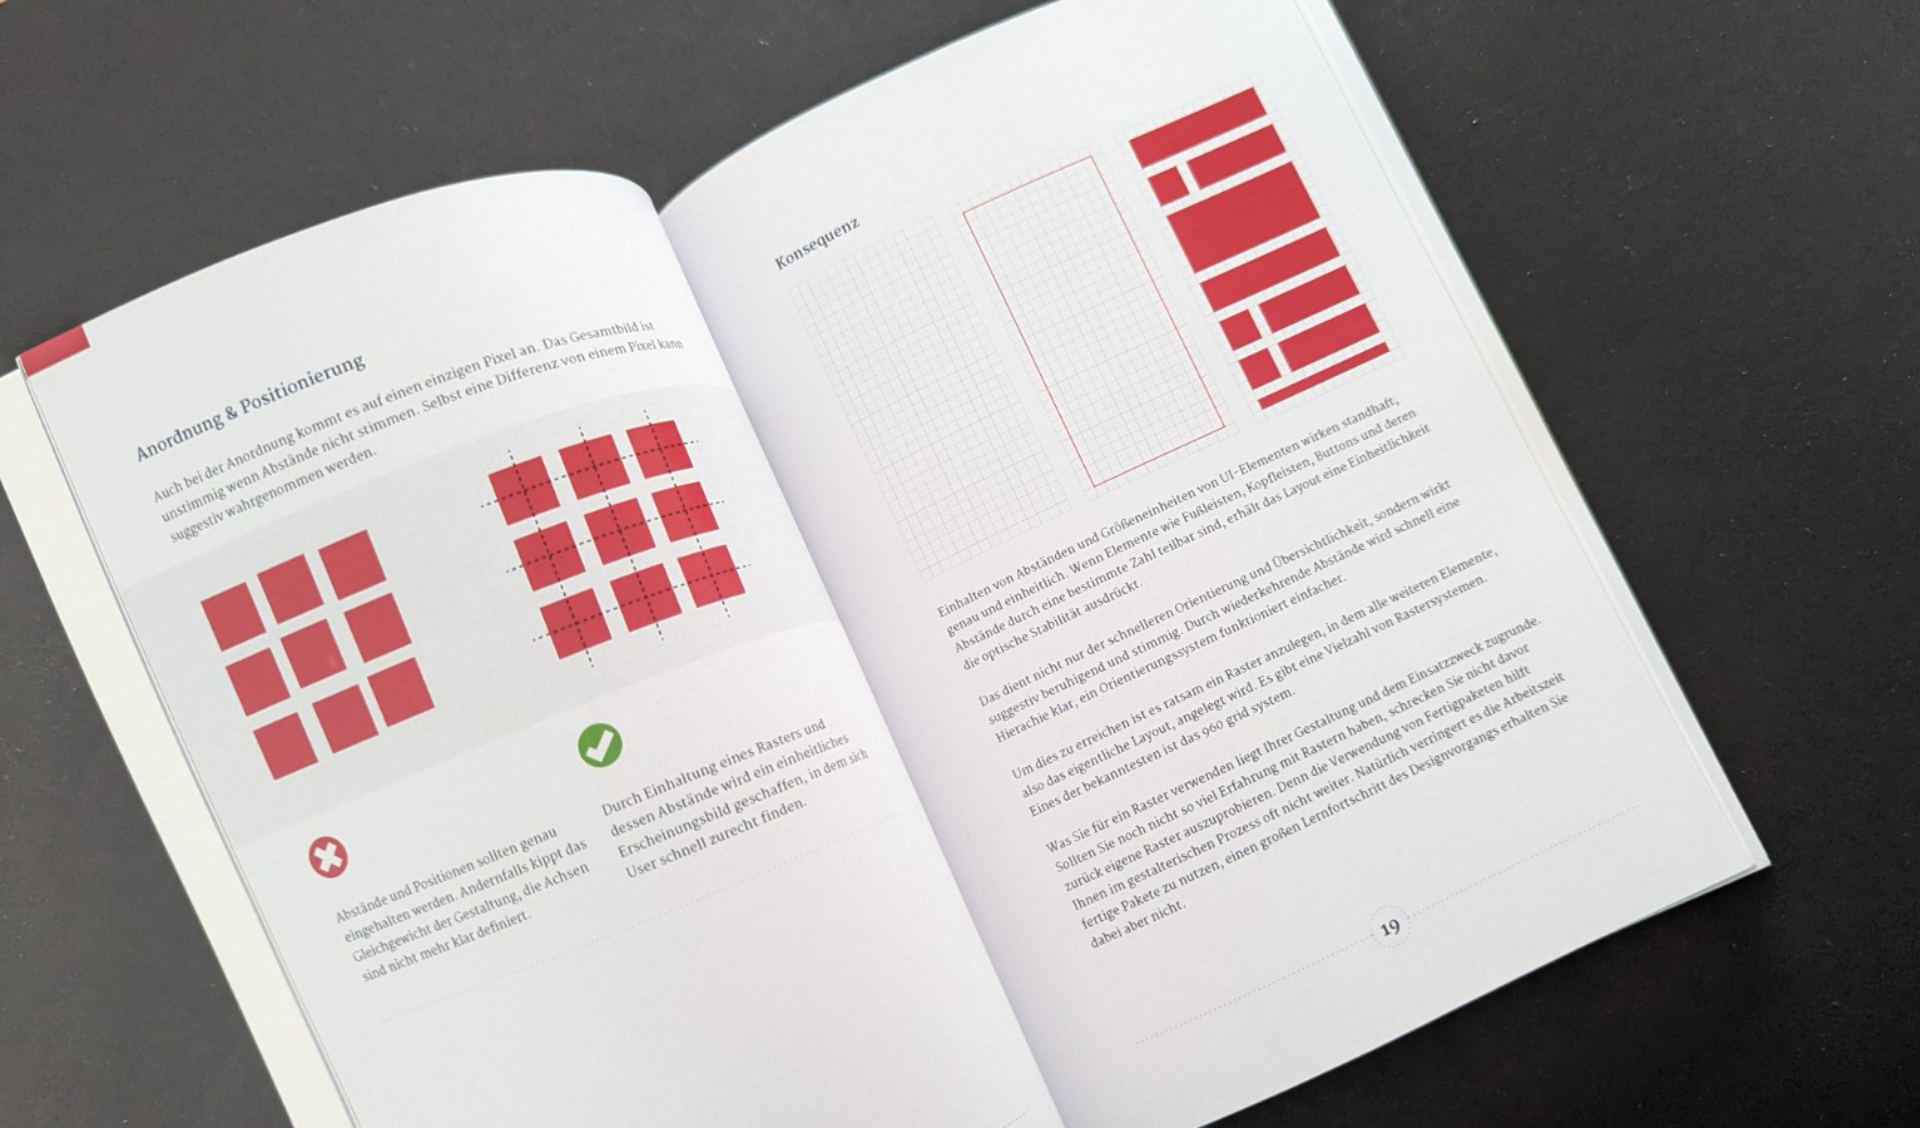 Anordnung & Positionierung
Auch bei der Anordnung kommt es auf einen einzigen Pixel an. Das Gesamtbild ist
unstimmig wenn Abstände nicht stimmen. Selbst eine Differenz von einem Pixel kann
suggestiv wahrgenommen werden.
Abstände und Positionen sollten genau
eingehalten werden. Andernfalls kippt das
Gleichgewicht der Gestaltung, die Achsen
sind nicht mehr klar definiert.
Durch Einhaltung eines Rasters und
dessen Abstände wird ein einheitliches
Erscheinungsbild geschaffen, in dem sich
User schnell zurecht finden.
Konsequenz
Einhalten von Abständen und Größeneinheiten von UI-Elementen wirken standhaft,
genau und einheitlich. Wenn Elemente wie Fußleisten, Kopfleisten, Buttons und deren
Abstände durch eine bestimmte Zahl teilbar sind, erhält das Layout eine Einheitlichkeit
die optische Stabilität ausdrückt.
Das dient nicht nur der schnelleren Orientierung und Übersichtlichkeit, sondern wirkt
suggestiv beruhigend und stimmig. Durch wiederkehrende Abstände wird schnell eine
Hierachie klar, ein Orientierungssystem funktioniert einfacher.
Um dies zu erreichen ist es ratsam ein Raster anzulegen, in dem alle weiteren Elemente,
also das eigentliche Layout, angelegt wird. Es gibt eine Vielzahl von Rastersystemen.
Eines der bekanntesten ist das 960 grid system.
Was Sie für ein Raster verwenden liegt Ihrer Gestaltung und dem Einsatzzweck zugrunde.
Sollten Sie noch nicht so viel Erfahrung mit Rastern haben, schrecken Sie nicht davor
zurück eigene Raster auszuprobieren. Denn die Verwendung von Fertigpaketen hilft
Ihnen im gestalterischen Prozess oft nicht weiter. Natürlich verringert es die Arbeitszeit
fertige Pakete zu nutzen, einen großen Lernfortschritt des Designvorgangs erhalten Sie
dabei aber nicht.
19